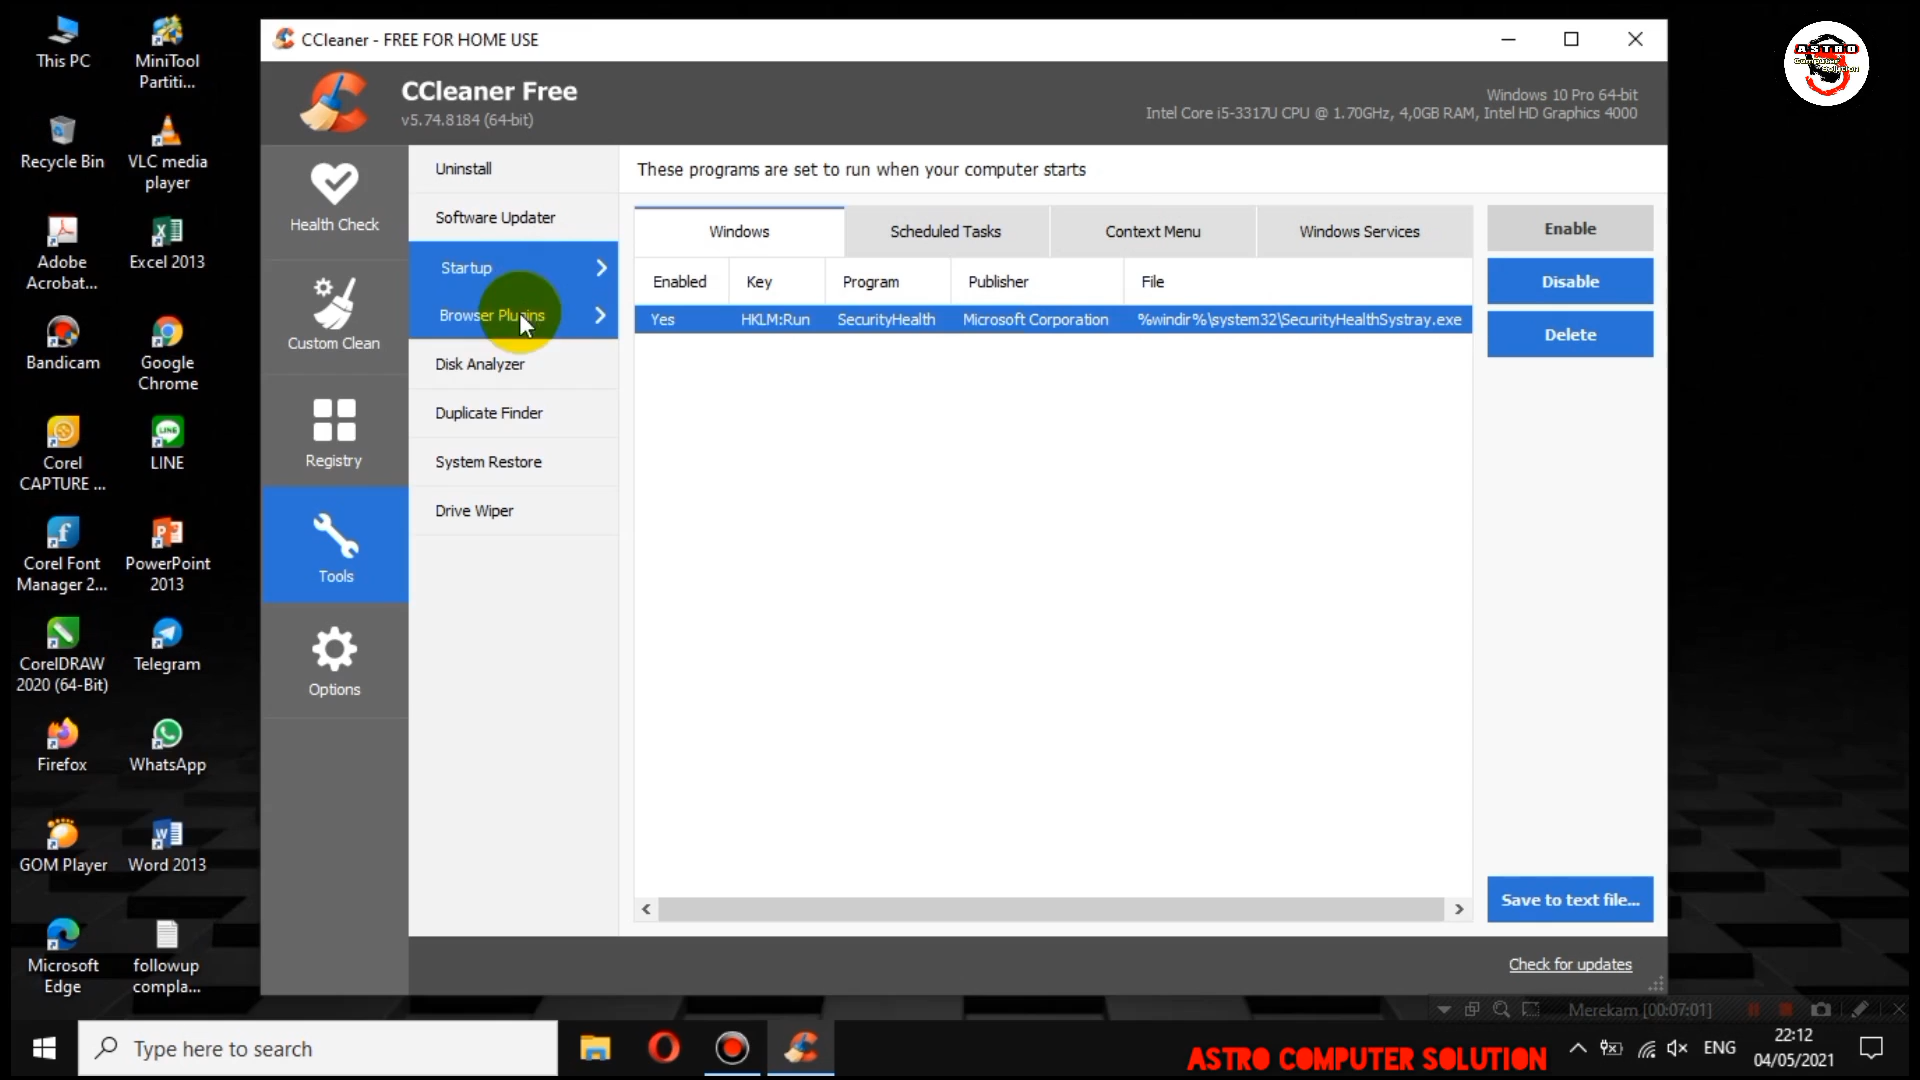 This PC
MiniTool
Partiti...
Recycle Bin
VLC media
player
Adobe
Acrobat...
Excel 2013
Bandicam
Google
Chrome
Corel
CAPTURE ...
LINE
Corel Font
Manager 2...
PowerPoint
2013
CorelDRAW
2020 (64-Bit)
Telegram
Firefox
WhatsApp
GOM Player
Word 2013
Microsoft
Edge
followup
compla...
CCleaner - FREE FOR HOME USE
CCleaner Free
v5.74.8184 (64-bit)
Windows 10 Pro 64-bit
Intel Core i5-3317U CPU @ 1.70GHz, 4,0GB RAM, Intel HD Graphics 4000
Health Check
Custom Clean
Registry
Tools
Options
Uninstall
Software Updater
Startup
Browser Plugins
Disk Analyzer
Duplicate Finder
System Restore
Drive Wiper
These programs are set to run when your computer starts
Windows Scheduled Tasks Context Menu Windows Services
Enabled Key Program Publisher File
Yes HKLM:Run SecurityHealth Microsoft Corporation %windir%\system32\SecurityHealthSystray.exe
Enable
Disable
Delete
Save to text file...
Check for updates
ASTRO
Computer
Solution
Merekam [00:07:01]
Type here to search
ASTRO COMPUTER SOLUTION
ENG
22:12
04/05/2021